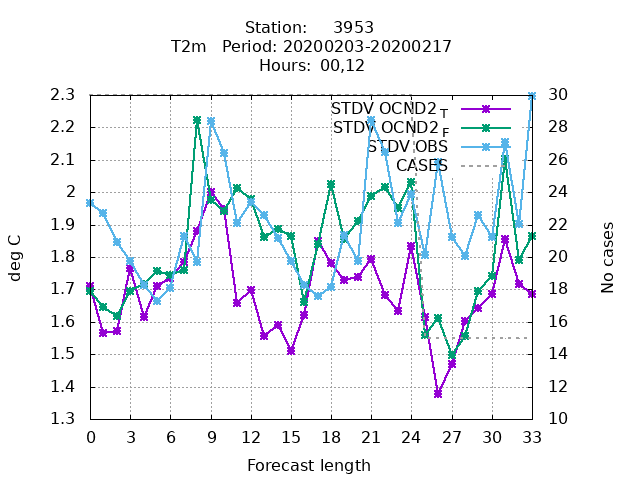 Station: 3953
T2m Period: 20200203-20200217
Hours: 00,12
STDV OCND2 T
STDV OCND2 F
STDV OBS
CASES
2.3
2.2
2.1
2
1.9
1.8
1.7
1.6
1.5
1.4
1.3
deg C
30
28
26
24
22
20
18
16
14
12
10
No cases
0 3 6 9 12 15 18 21 24 27 30 33
Forecast length